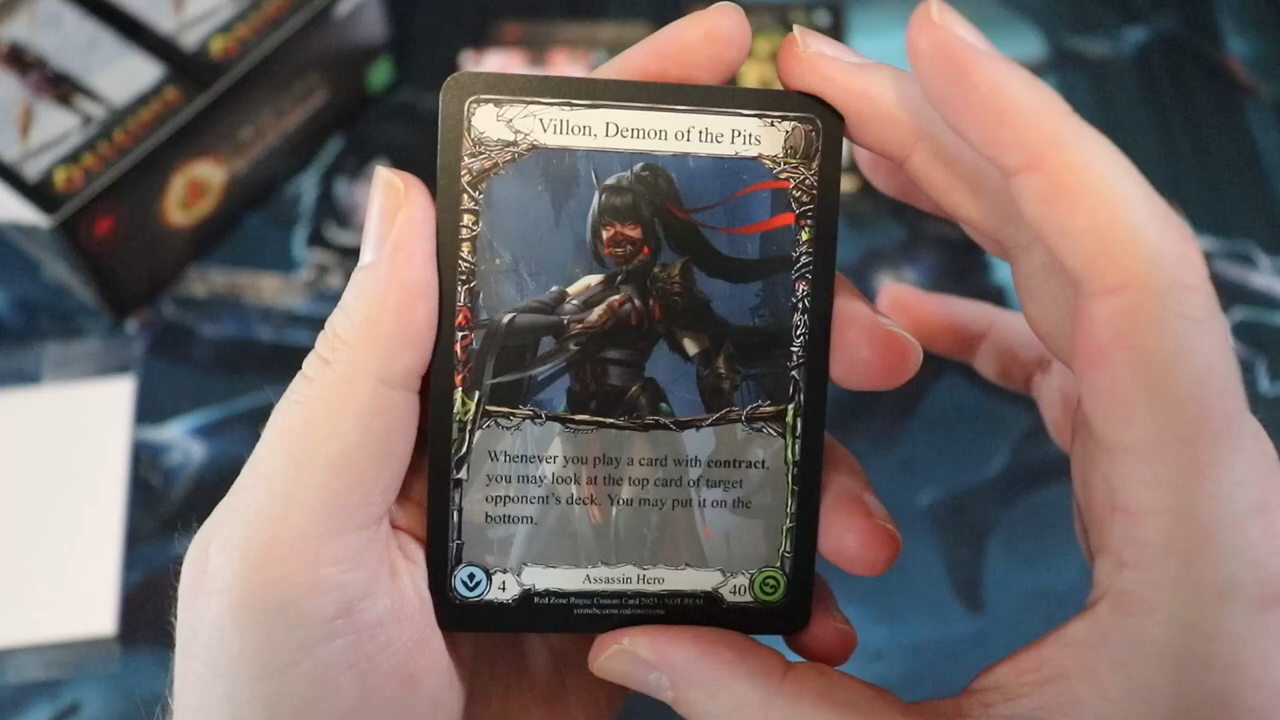 Villon, Demon of the Pits
Whenever you play a card with contract,
you may look at the top card of target
opponent's deck. You may put it on the
bottom.
4
Assassin Hero
40
Red Zone Rogue Custom Card 2023 - NOT REAL
youtube.com/redzonerogue